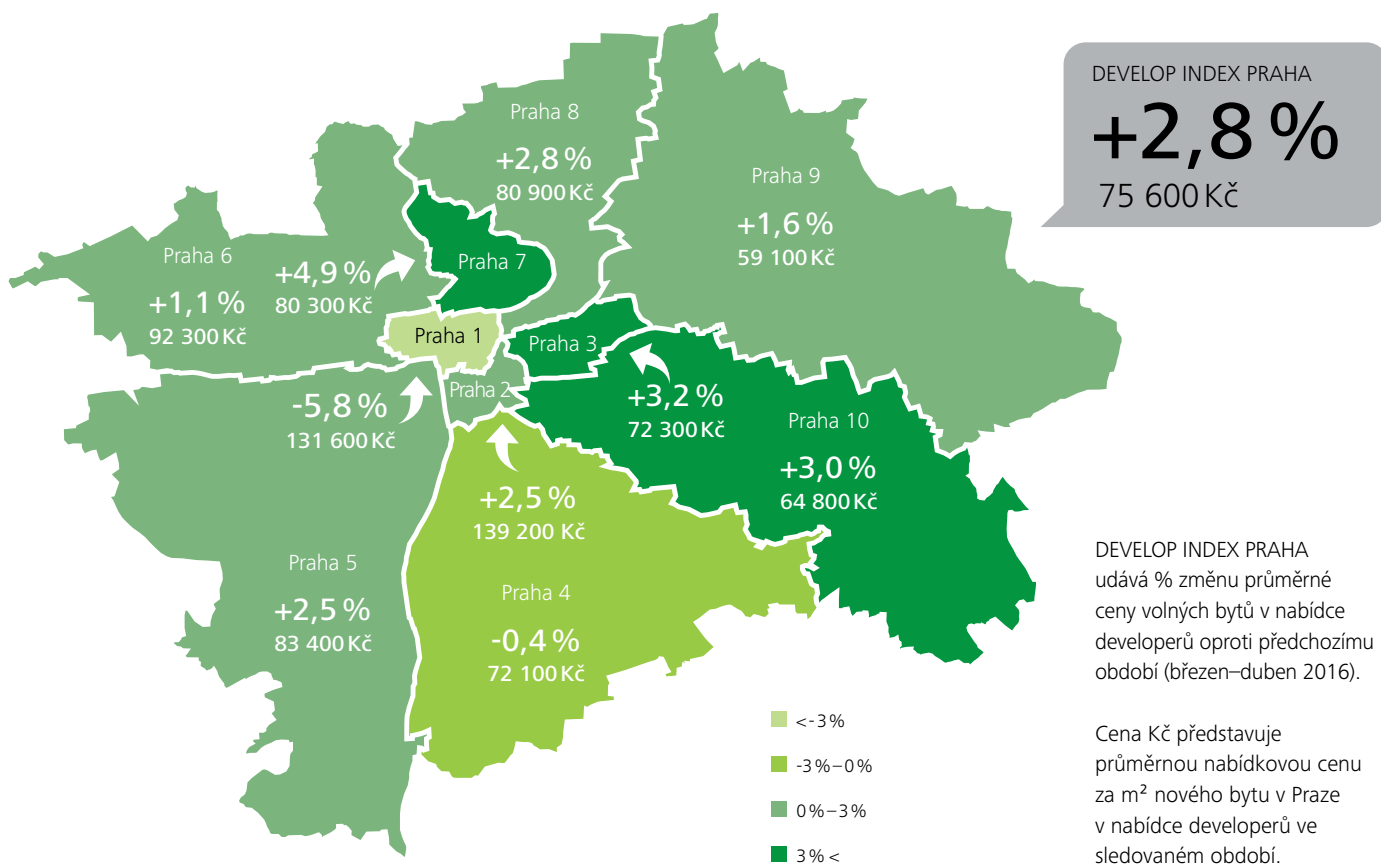 DEVELOP INDEX PRAHA
+2,8 %
75 600 Kč
Praha 8
+2,8 %
80 900 Kč
Praha 9
+1,6 %
59 100 Kč
Praha 6
+1,1 %
92 300 Kč
+4,9 %
80 300 Kč
Praha 7
Praha 1
Praha 3
Praha 2
-5,8 %
131 600 Kč
+3,2 %
72 300 Kč
Praha 10
+3,0 %
64 800 Kč
+2,5 %
139 200 Kč
Praha 5
+2,5 %
83 400 Kč
Praha 4
-0,4 %
72 100 Kč
<-3%
-3%–0%
0%–3%
3% <
DEVELOP INDEX PRAHA
udává % změnu průměrné
ceny volných bytů v nabídce
developerů oproti předchozímu
období (březen–duben 2016).
Cena Kč představuje
průměrnou nabídkovou cenu
za m² nového bytu v Praze
v nabídce developerů ve
sledovaném období.